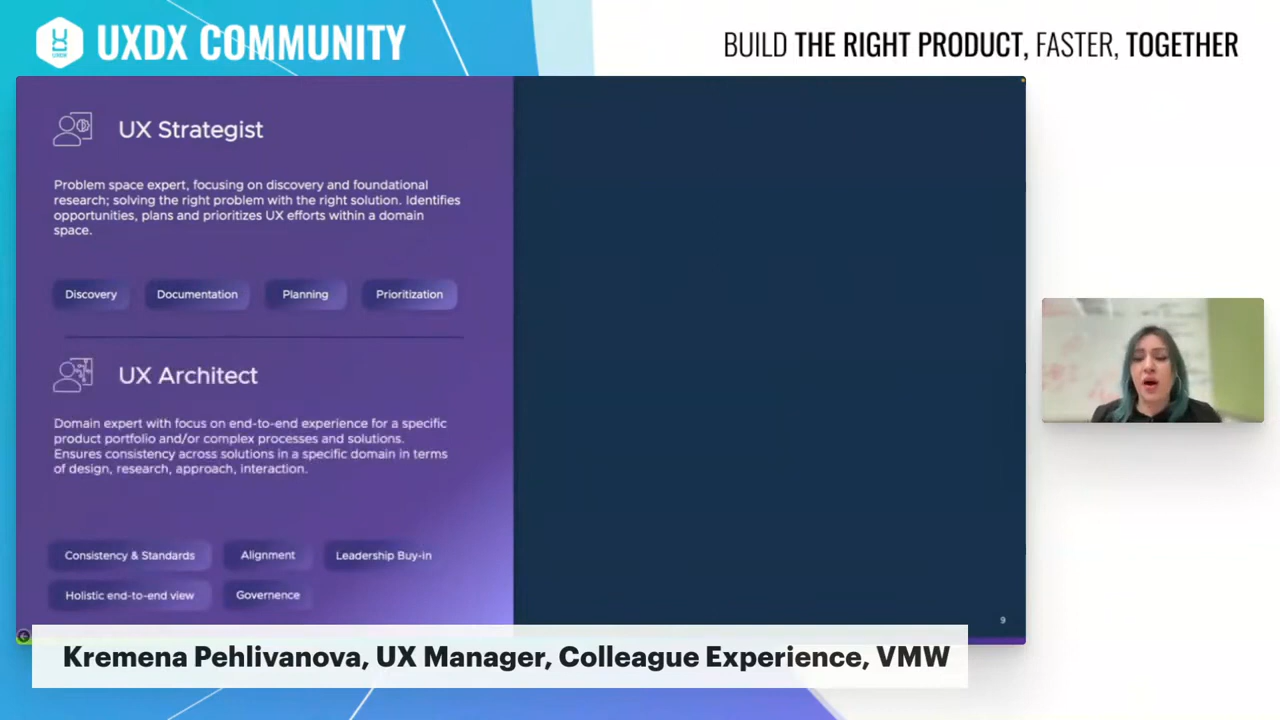 UXDX COMMUNITY
BUILD THE RIGHT PRODUCT, FASTER, TOGETHER
UX Strategist
Problem space expert, focusing on discovery and foundational
research; solving the right problem with the right solution. Identifies
opportunities, plans and prioritizes UX efforts within a domain
space.
Discovery
Documentation
Planning
Prioritization
UX Architect
Domain expert with focus on end-to-end experience for a specific
product portfolio and/or complex processes and solutions.
Ensures consistency across solutions in a specific domain in terms
of design, research, approach, interaction.
Consistency & Standards
Alignment
Leadership Buy-in
Holistic end-to-end view
Governence
9
Kremena Pehlivanova, UX Manager, Colleague Experience, VMW